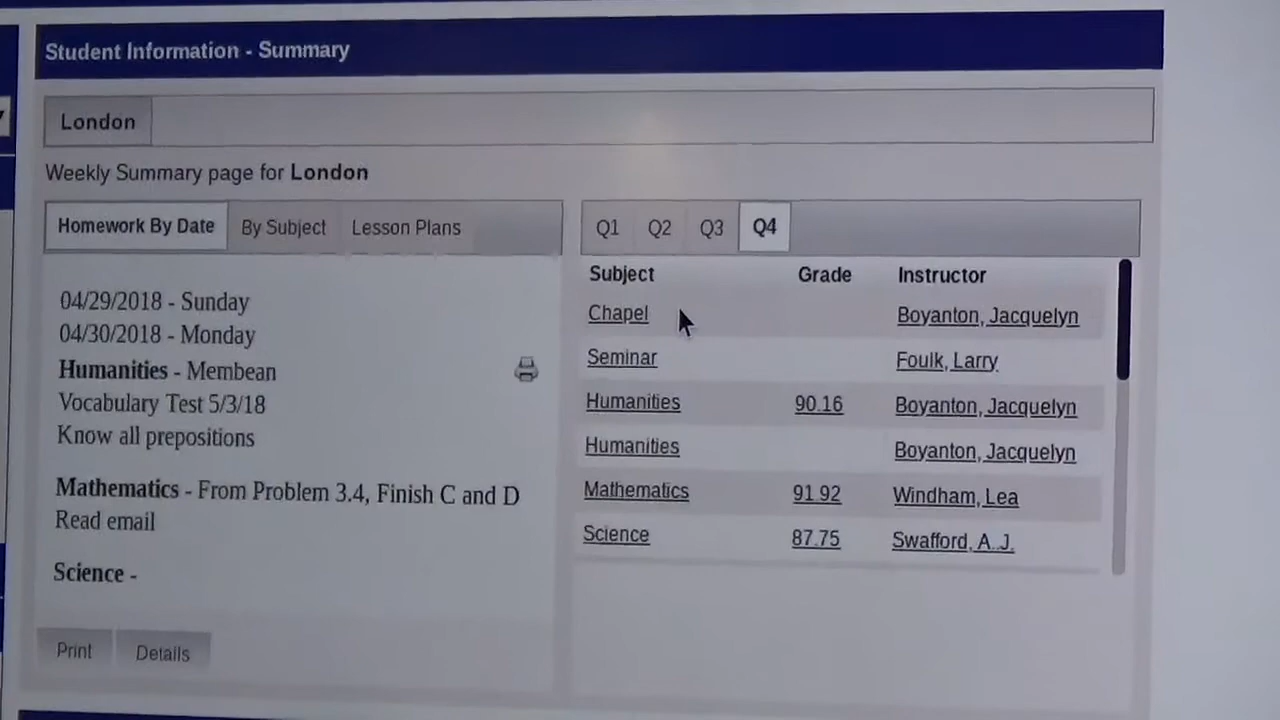 Student Information - Summary
London
Weekly Summary page for London
Homework By Date By Subject Lesson Plans
04/29/2018 - Sunday
04/30/2018 - Monday
Humanities - Membean
Vocabulary Test 5/3/18
Know all prepositions
Mathematics - From Problem 3.4, Finish C and D
Read email
Science -
Print Details
Q1 Q2 Q3 Q4
Subject Grade Instructor
Chapel Boyanton, Jacquelyn
Seminar Foulk, Larry
Humanities 90.16 Boyanton, Jacquelyn
Humanities Boyanton, Jacquelyn
Mathematics 91.92 Windham, Lea
Science 87.75 Swafford, A.J.